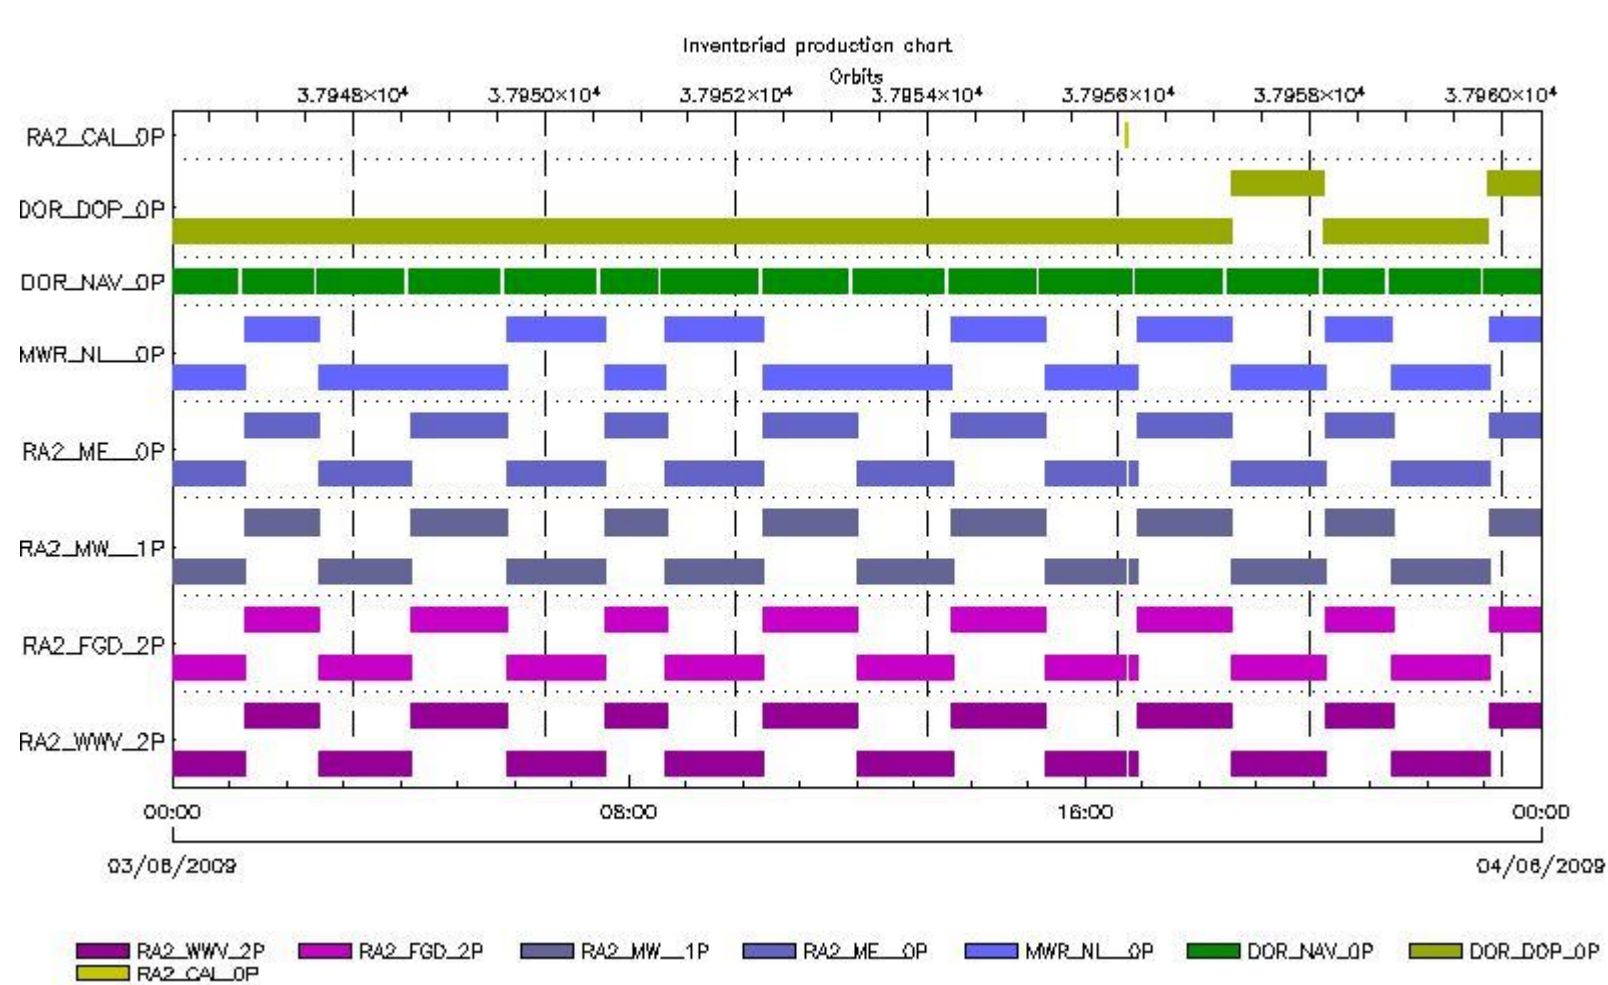 Inventoried production chart
Orbits
3.7948×10⁴ 3.7950×10⁴ 3.7952×10⁴ 3.7954×10⁴ 3.7956×10⁴ 3.7958×10⁴ 3.7960×10⁴
RA2_CAL_0P
DOR_DOP_0P
DOR_NAV_0P
MWR_NL__0P
RA2_ME__0P
RA2_MW__1P
RA2_FGD_2P
RA2_WWV_2P
00:00 08:00 16:00 00:00
03/06/2009 04/06/2009
RA2_WWV_2P RA2_FGD_2P RA2_MW__1P RA2_ME__0P MWR_NL__0P DOR_NAV_0P DOR_DOP_0P
RA2_CAL_0P